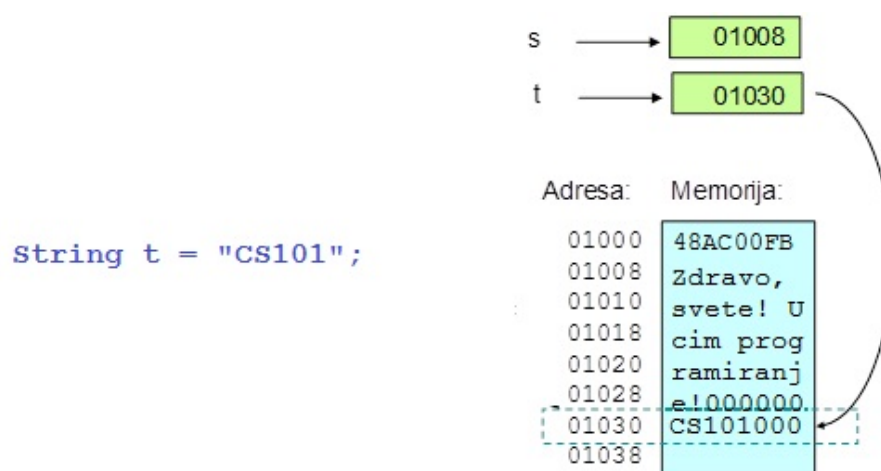 s 01008
t 01030
Adresa: Memorija:
String t = "CS101";
01000 48AC00FB
01008 Zdravo,
01010 svete! U
01018 cim prog
01020 ramiranj
01028 e!000000
01030 CS101000
01038